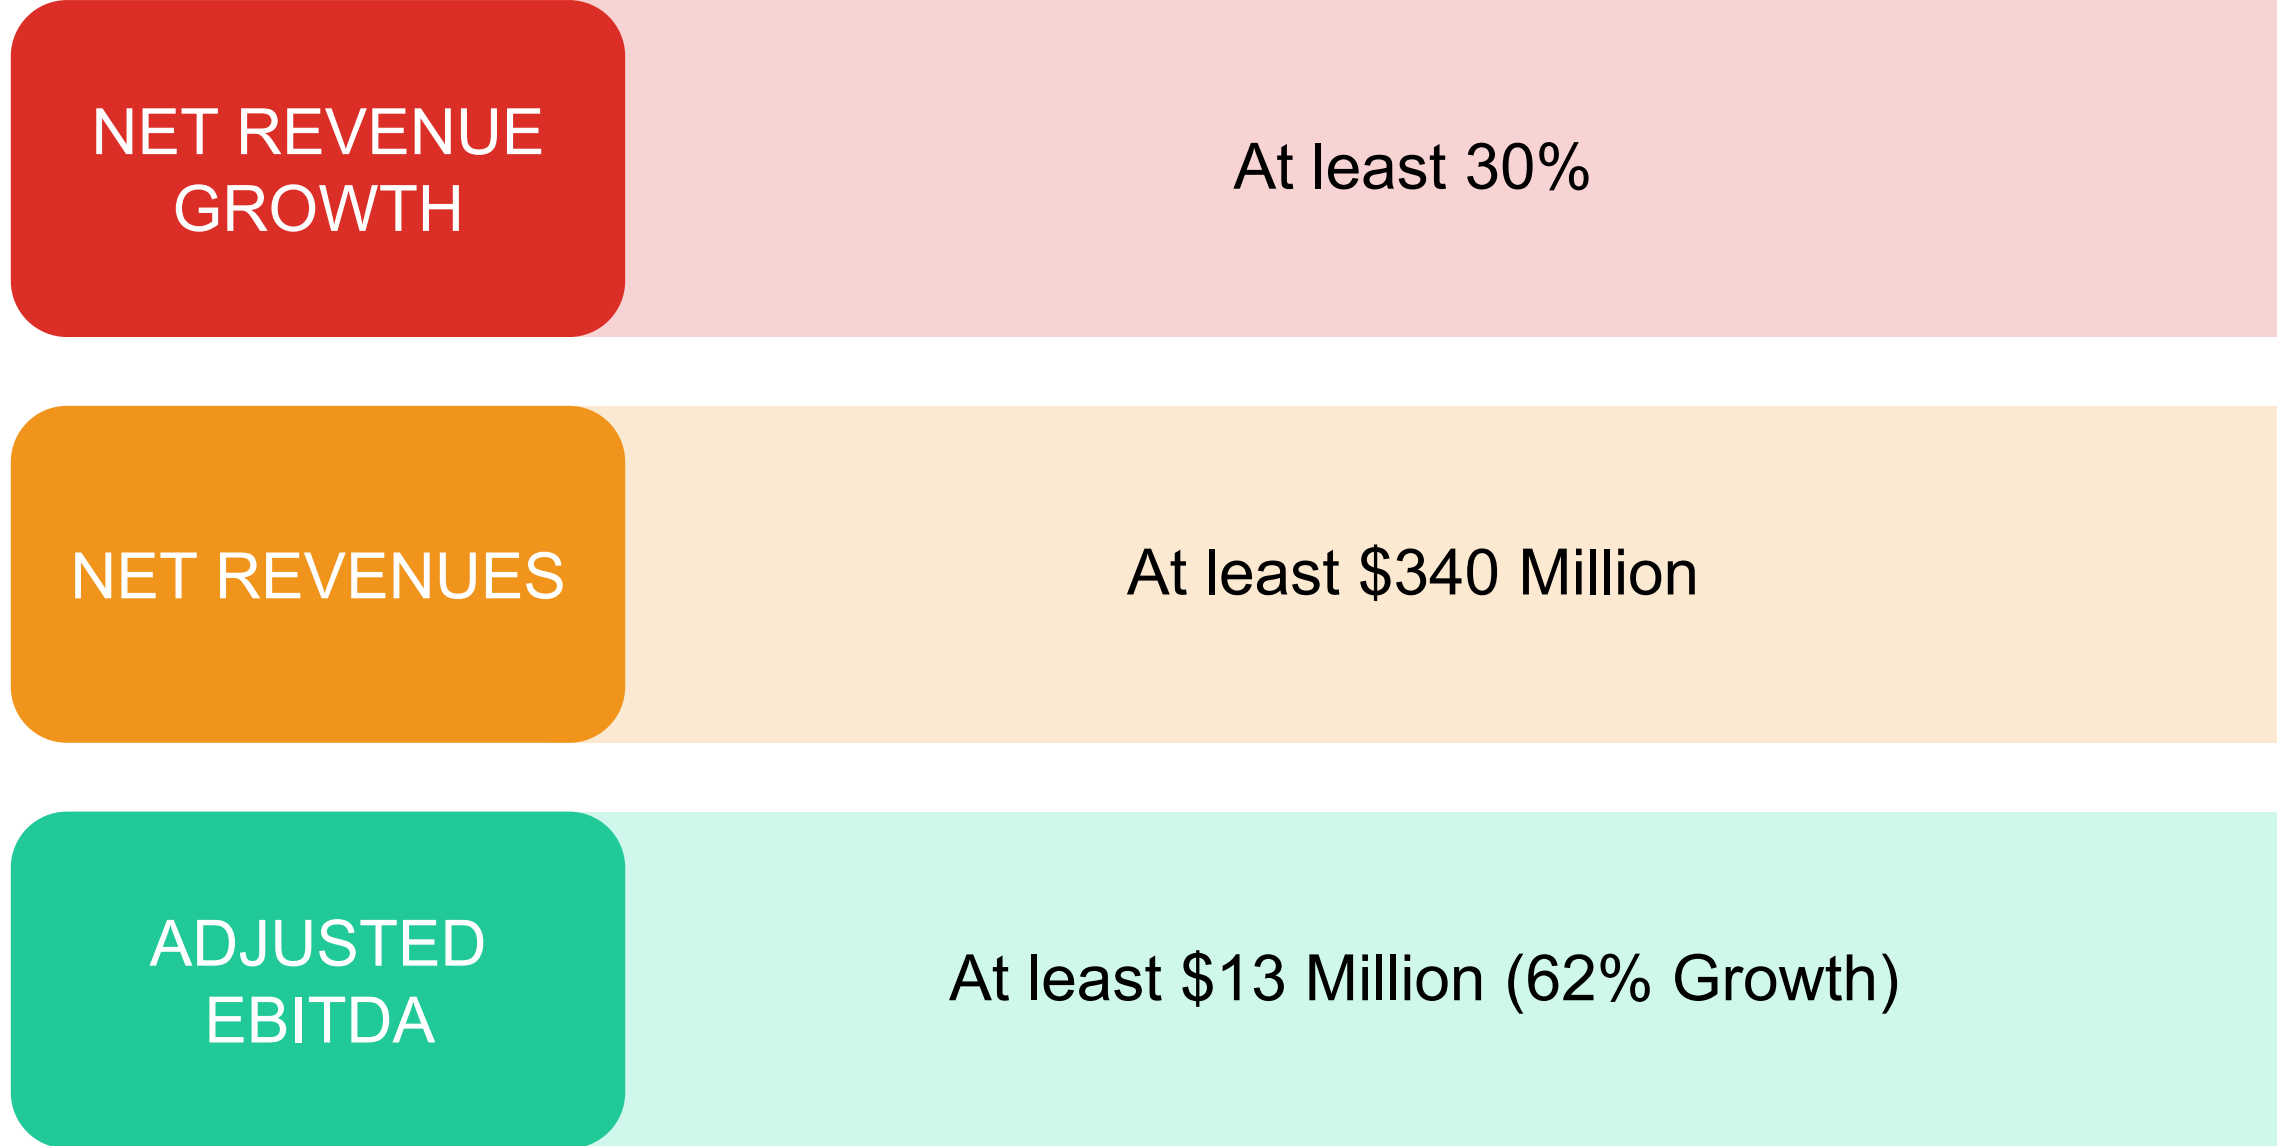 NET REVENUE
GROWTH
At least 30%
NET REVENUES
At least $340 Million
ADJUSTED
EBITDA
At least $13 Million (62% Growth)